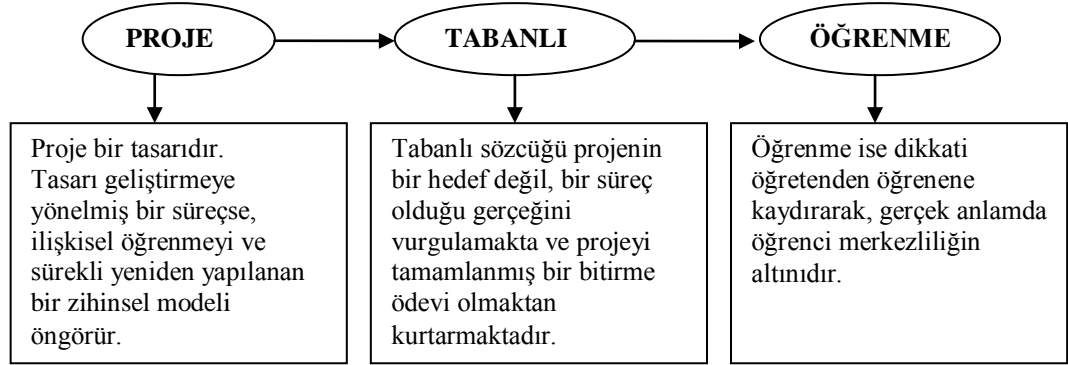 PROJE
TABANLI
ÖĞRENME
Proje bir tasarıdır.
Tasarı geliştirmeye
yönelmiş bir süreçse,
ilişkisel öğrenmeyi ve
sürekli yeniden yapılanan
bir zihinsel modeli
öngörür.
Tabanlı sözcüğü projenin
bir hedef değil, bir süreç
olduğu gerçeğini
vurgulamakta ve projeyi
tamamlanmış bir bitirme
ödevi olmaktan
kurtarmaktadır.
Öğrenme ise dikkati
öğretenden öğrenene
kaydırarak, gerçek anlamda
öğrenci merkezliliğin
altınıdır.